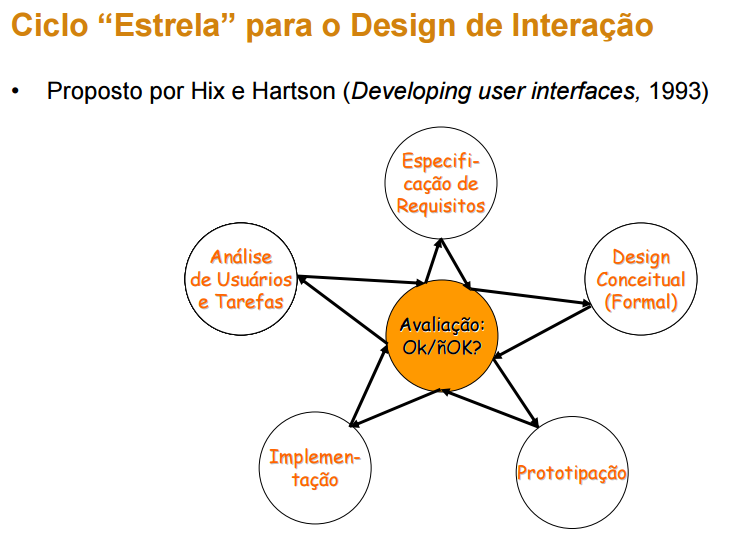 Ciclo “Estrela” para o Design de Interação
• Proposto por Hix e Hartson (Developing user interfaces, 1993)
Especifi-
cação de
Requisitos
Análise
de Usuários
e Tarefas
Design
Conceitual
(Formal)
Avaliação:
Ok/ñOK?
Implemen-
tação
Prototipação